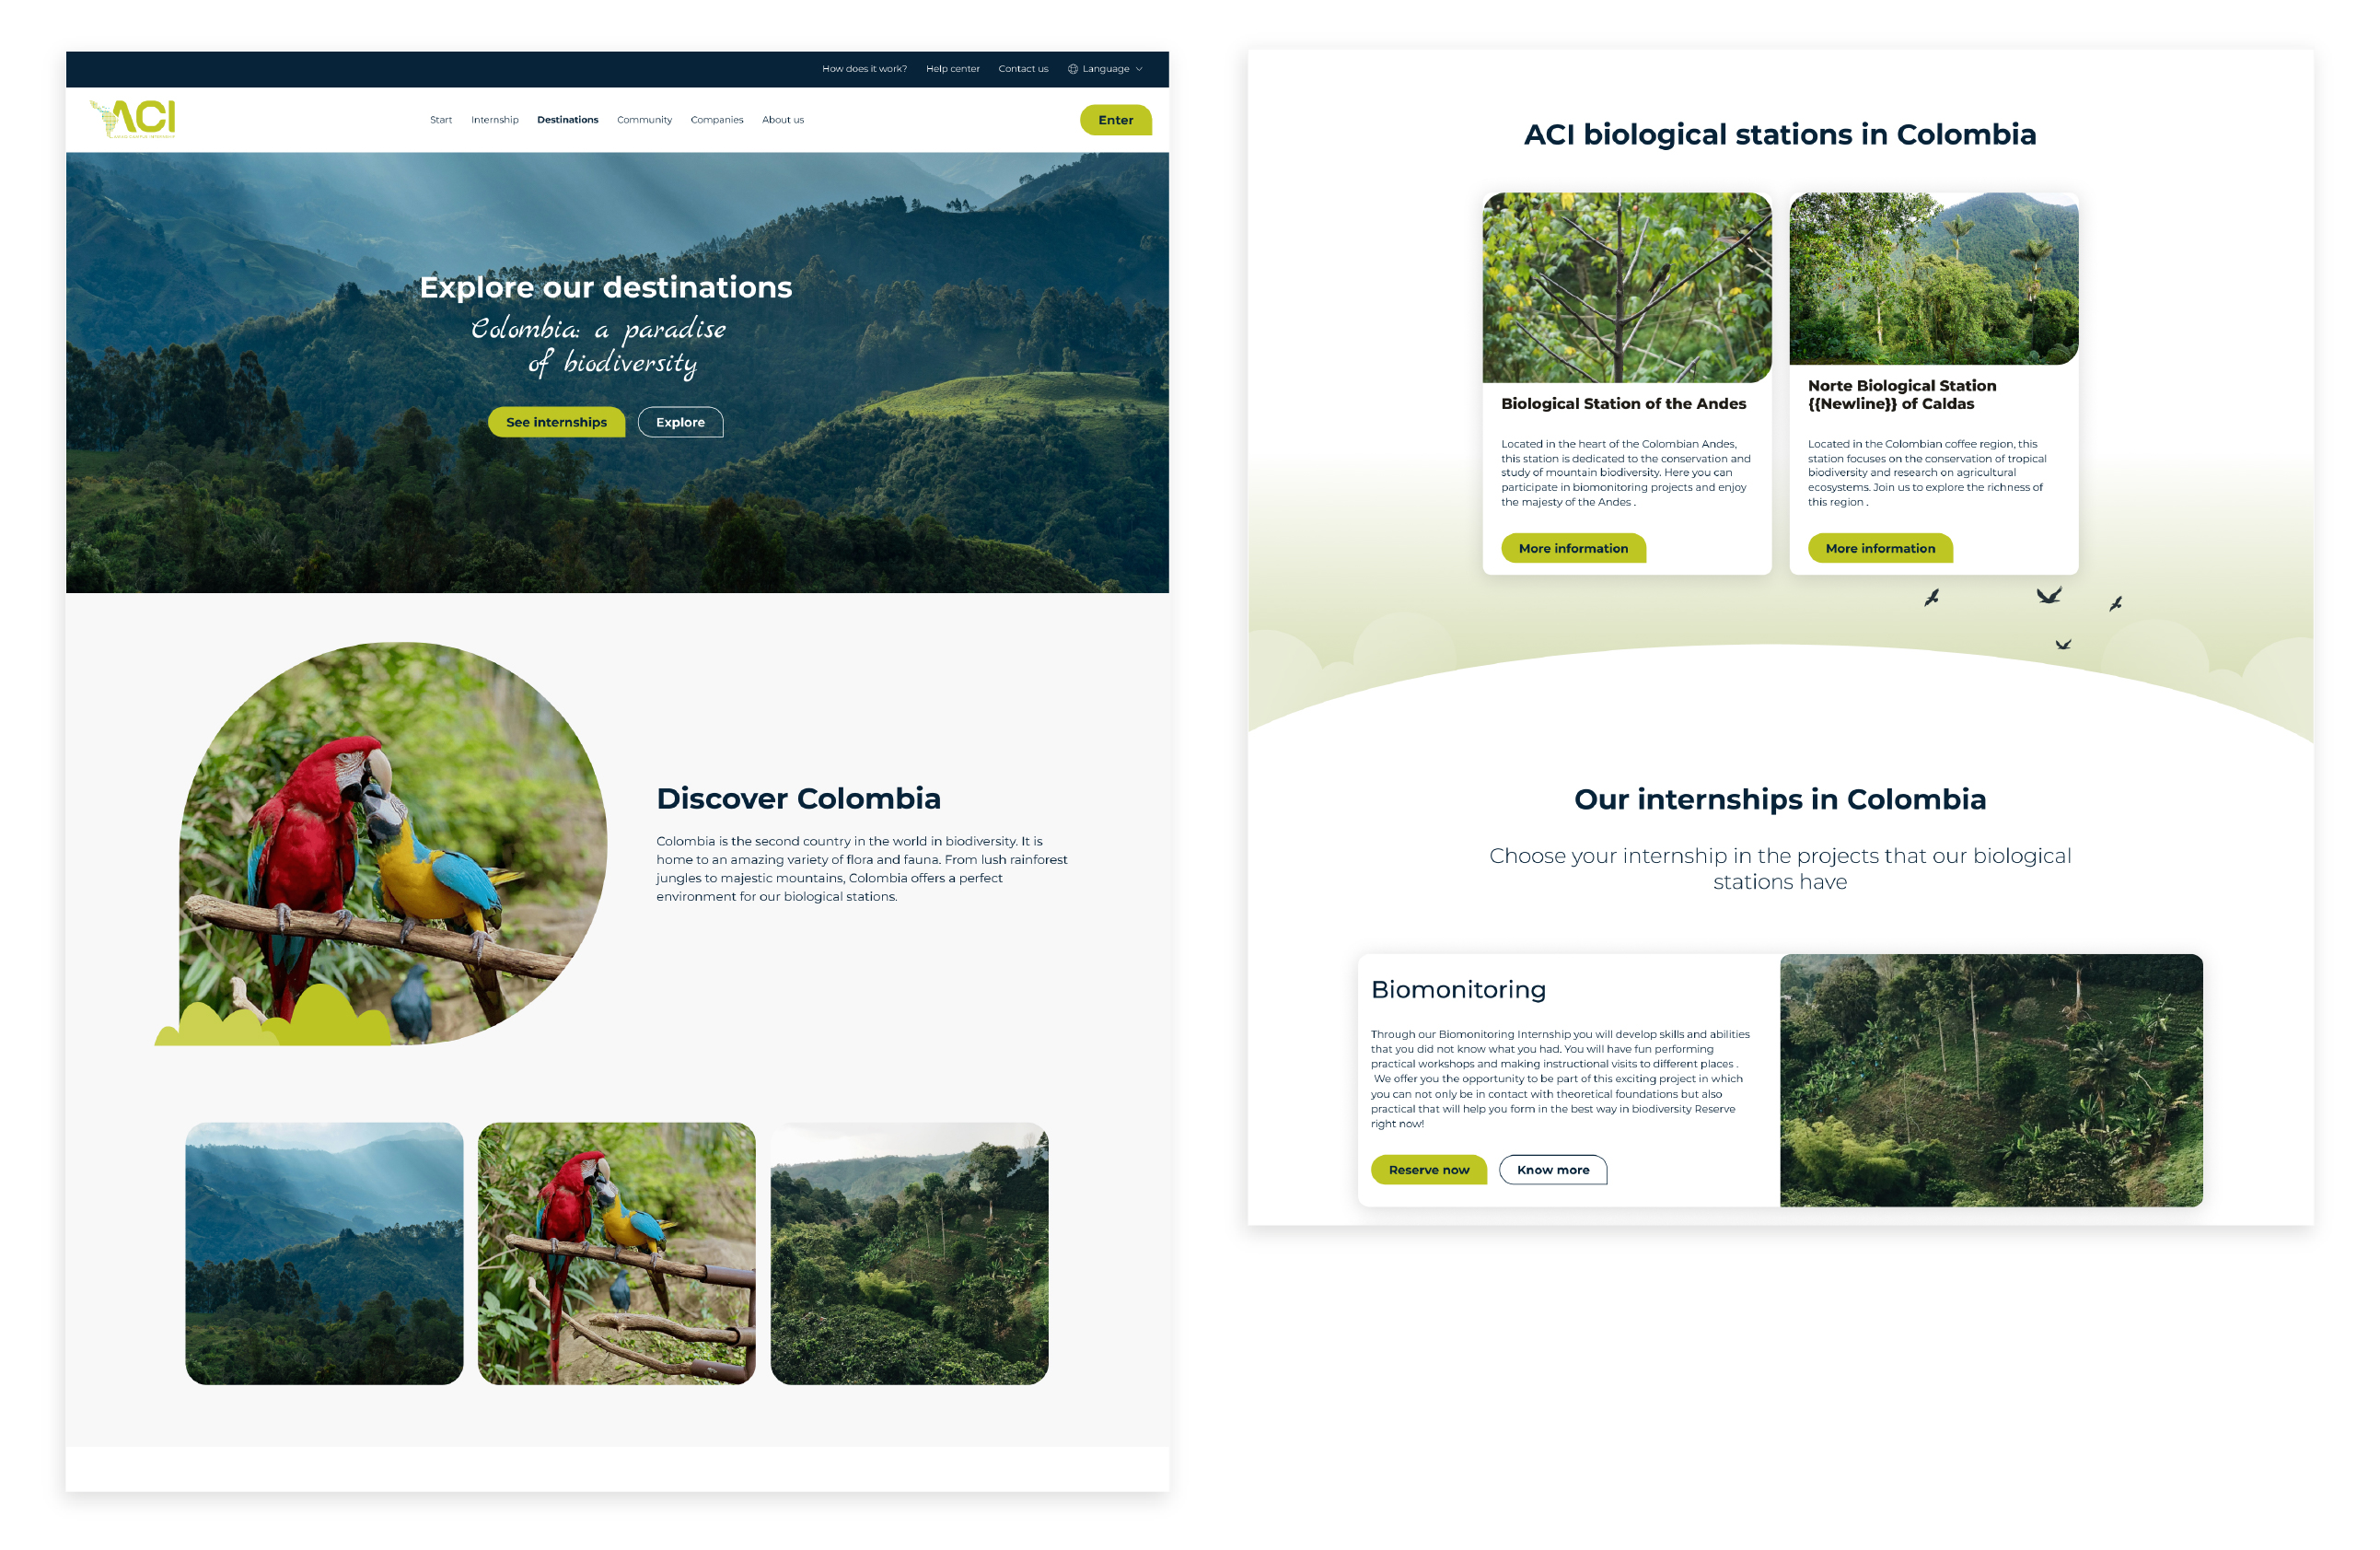 How does it work? Help center Contact us Language
ACI
Start Internship Destinations Community Companies About us
Enter
Explore our destinations
Colombia: a paradise
of biodiversity
See internships Explore
Discover Colombia
Colombia is the second country in the world in biodiversity. It is
home to an amazing variety of flora and fauna. From lush rainforest
jungles to majestic mountains, Colombia offers a perfect
environment for our biological stations.
ACI biological stations in Colombia
Biological Station of the Andes
Located in the heart of the Colombian Andes,
this station is dedicated to the conservation and
study of mountain biodiversity. Here you can
participate in biomonitoring projects and enjoy
the majesty of the Andes .
More information
Norte Biological Station
{{Newline}} of Caldas
Located in the Colombian coffee region, this
station focuses on the conservation of tropical
biodiversity and research on agricultural
ecosystems. Join us to explore the richness of
this region .
More information
Our internships in Colombia
Choose your internship in the projects that our biological
stations have
Biomonitoring
Through our Biomonitoring Internship you will develop skills and abilities
that you did not know what you had. You will have fun performing
practical workshops and making instructional visits to different places .
We offer you the opportunity to be part of this exciting project in which
you can not only be in contact with theoretical foundations but also
practical that will help you form in the best way in biodiversity Reserve
right now!
Reserve now Know more